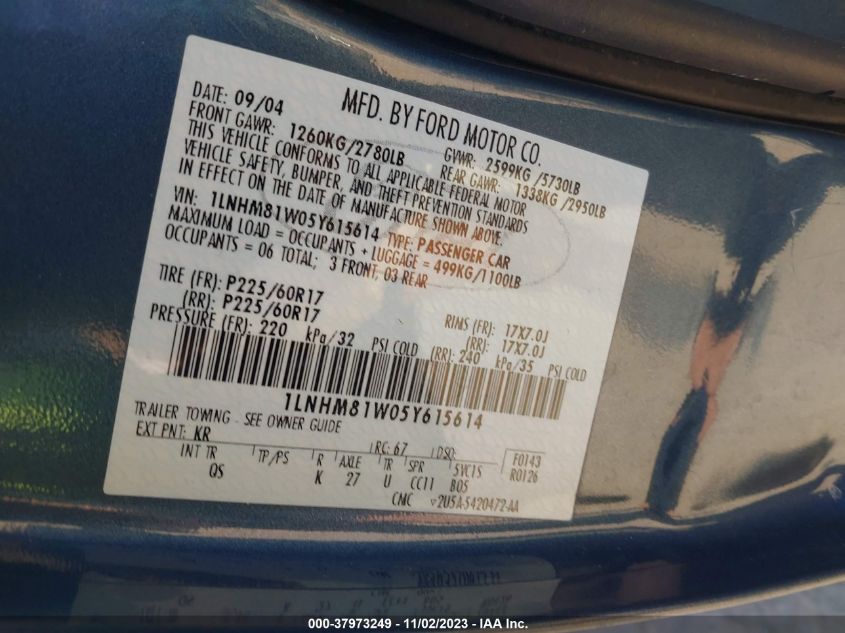 MFD. BY FORD MOTOR CO.
DATE: 09/04 GVWR: 2599KG /5730LB
FRONT GAWR: 1260KG/2780LB REAR GAWR: 1338KG /2950LB
THIS VEHICLE CONFORMS TO ALL APPLICABLE FEDERAL MOTOR
VEHICLE SAFETY, BUMPER, AND THEFT PREVENTION STANDARDS
IN EFFECT ON THE DATE OF MANUFACTURE SHOWN ABOVE.
VIN: 1LNHM81W05Y615614 TYPE: PASSENGER CAR
MAXIMUM LOAD = OCCUPANTS + LUGGAGE = 499KG/1100LB
OCCUPANTS = 06 TOTAL; 3 FRONT, 03 REAR
TIRE (FR): P225/60R17 RIMS (FR): 17X7.0J
(RR): P225/60R17 (RR): 17X7.0J
PRESSURE (FR): 220 kPa/32 PSI COLD (RR): 240 kPa/35 PSI COLD
1LNHM81W05Y615614
TRAILER TOWING - SEE OWNER GUIDE
EXT PNT: KR RC: 67 DSO: F0143
INT TR TP/PS R AXLE TR SPR 5VC1S R0126
QS K 27 U CC11 B05
CMC ▽2U5A-5420472-AA
000-37973249 - 11/02/2023 - IAA Inc.